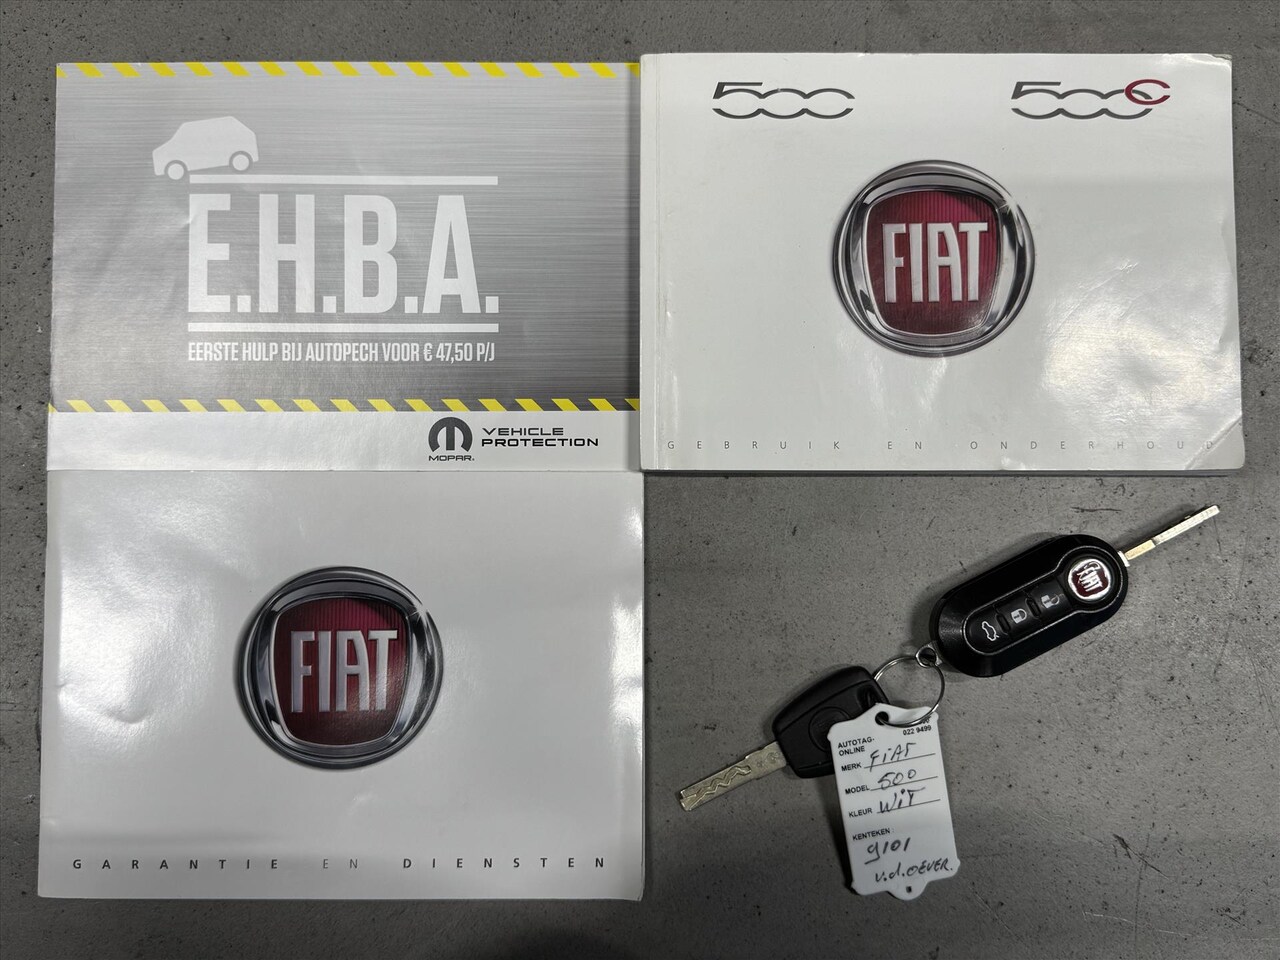 E.H.B.A.
EERSTE HULP BIJ AUTOPECH VOOR € 47,50 P/J
VEHICLE
PROTECTION
MOPAR.
500
500C
FIAT
GEBRUIK EN ONDERHOUD
FIAT
GARANTIE EN DIENSTEN
FIAT
022 9499
AUTOTAG-
ONLINE
MERK FIAT
MODEL 500
KLEUR WIT
KENTEKEN
9101
v.d.OEVER.